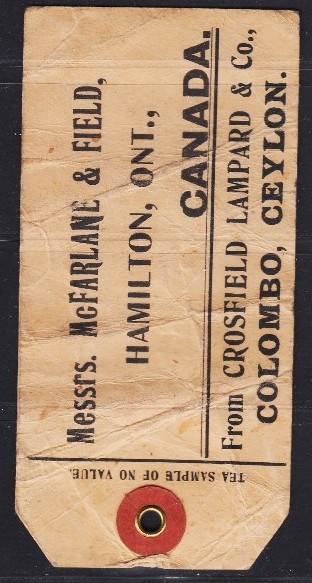 Messrs. McFARLANE & FIELD,
HAMILTON, ONT.,
CANADA.
From CROSFIELD LAMPARD & Co.,
COLOMBO, CEYLON.
TEA SAMPLE OF NO VALUE.